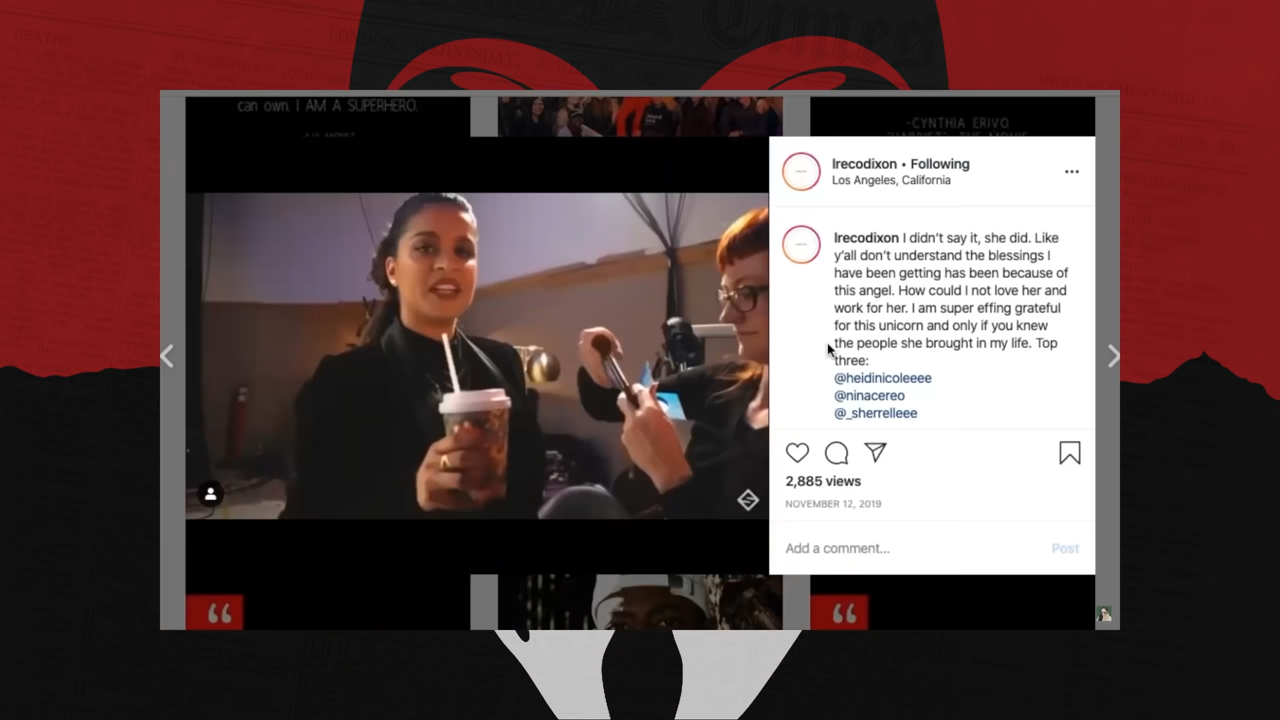 Times
can own. I AM A SUPERHERO.
-CYNTHIA ERIVO
lrecodixon • Following
Los Angeles, California
lrecodixon I didn't say it, she did. Like
y'all don't understand the blessings I
have been getting has been because of
this angel. How could I not love her and
work for her. I am super effing grateful
for this unicorn and only if you knew
the people she brought in my life. Top
three:
@heidinicoleeee
@ninacereo
@_sherrelleee
2,885 views
NOVEMBER 12, 2019
Add a comment...
Post